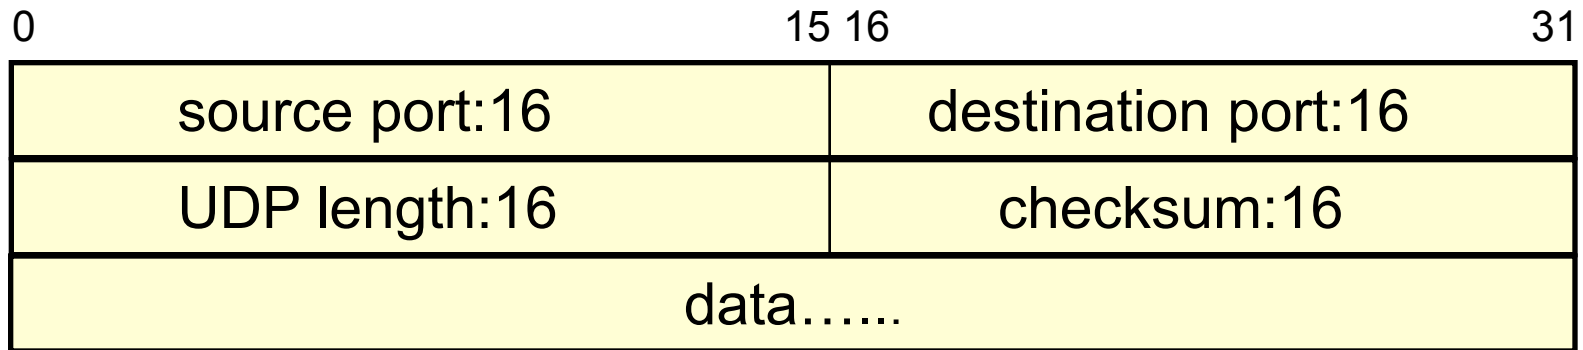 0 15 16 31
source port:16 destination port:16
UDP length:16 checksum:16
data…...